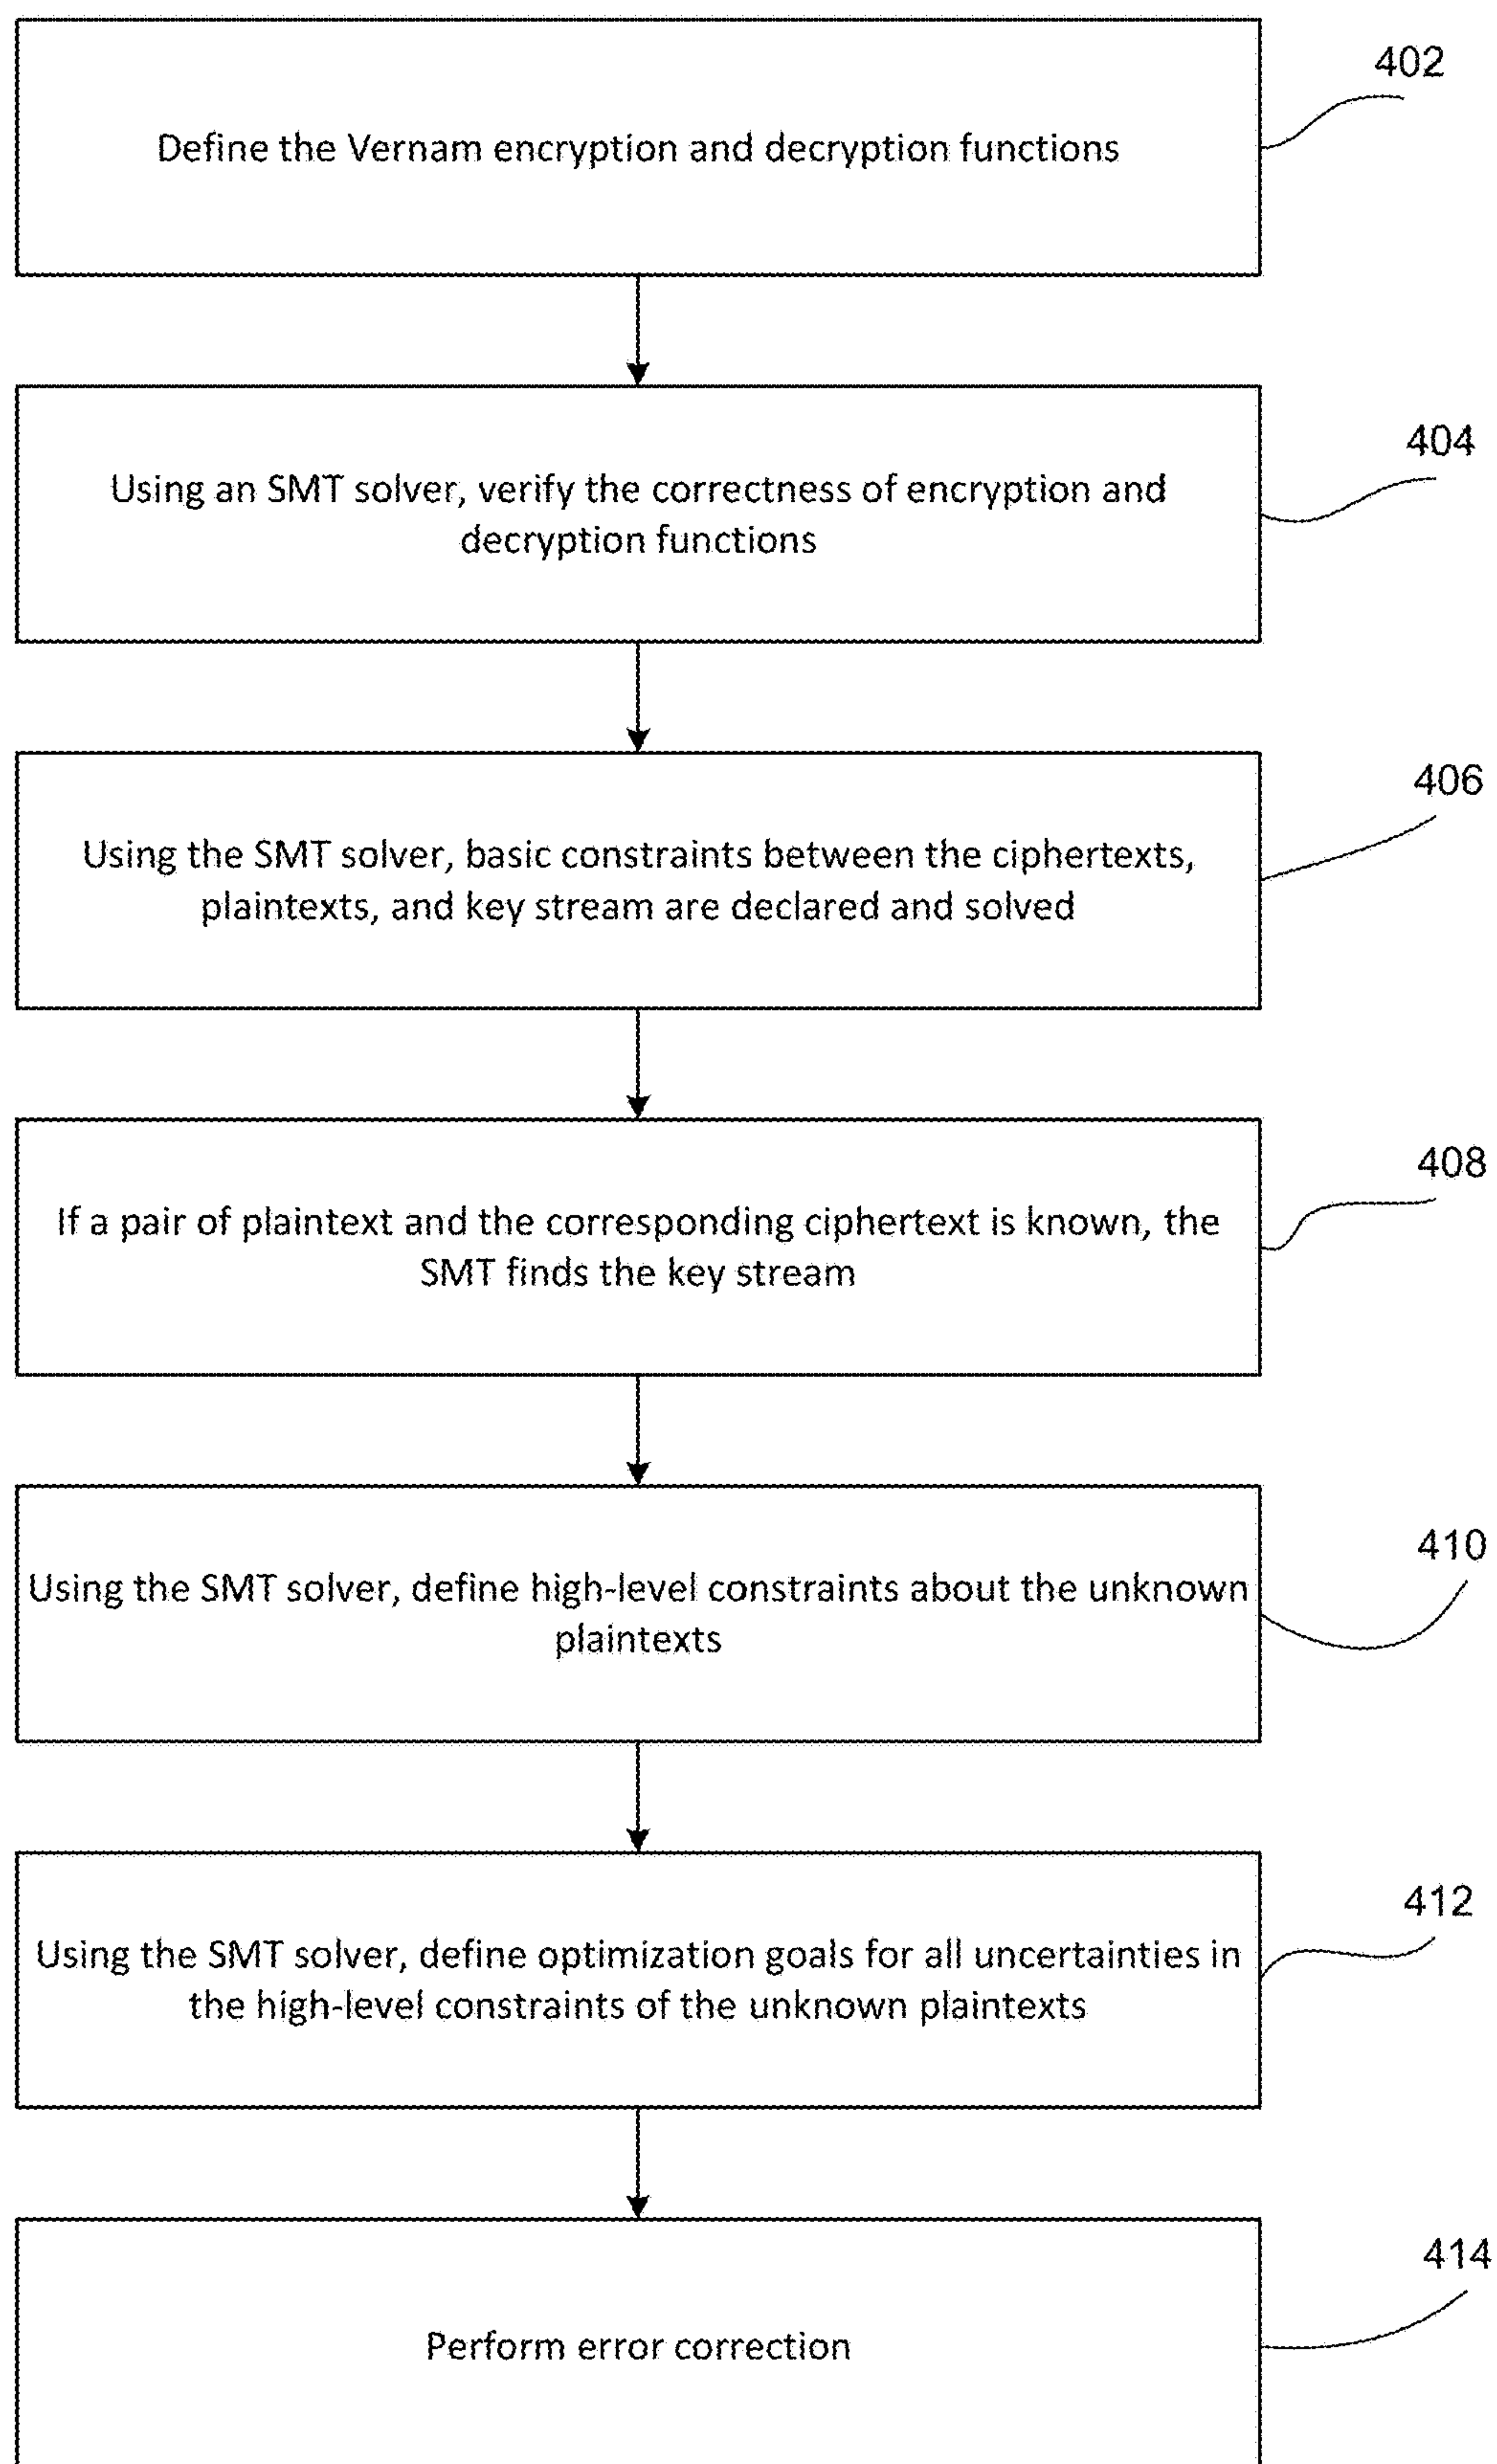 402
Define the Vernam encryption and decryption functions
404
Using an SMT solver, verify the correctness of encryption and
decryption functions
406
Using the SMT solver, basic constraints between the ciphertexts,
plaintexts, and key stream are declared and solved
408
If a pair of plaintext and the corresponding ciphertext is known, the
SMT finds the key stream
410
Using the SMT solver, define high-level constraints about the unknown
plaintexts
412
Using the SMT solver, define optimization goals for all uncertainties in
the high-level constraints of the unknown plaintexts
414
Perform error correction